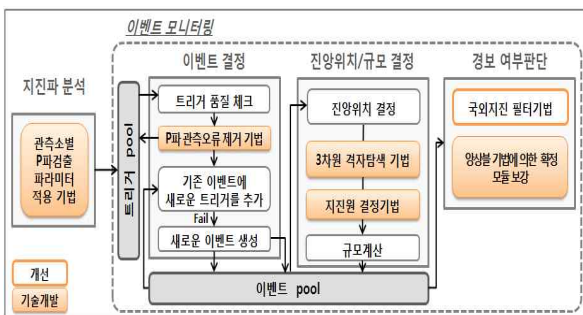 이벤트 모니터링
지진파 분석
관측소별
P파검출
파라미터
적용 기법
트리거 pool
이벤트 결정
트리거 품질 체크
P파 관측오류 제거 기법
기존 이벤트에
새로운 트리거를 추가
Fail
새로운 이벤트 생성
진앙위치/규모 결정
진앙위치 결정
3차원 격자탐색 기법
지진원 결정기법
규모계산
경보 여부판단
국외지진 필터기법
앙상블 기법에 의한 확정
모듈 보강
이벤트 pool
개선
기술개발